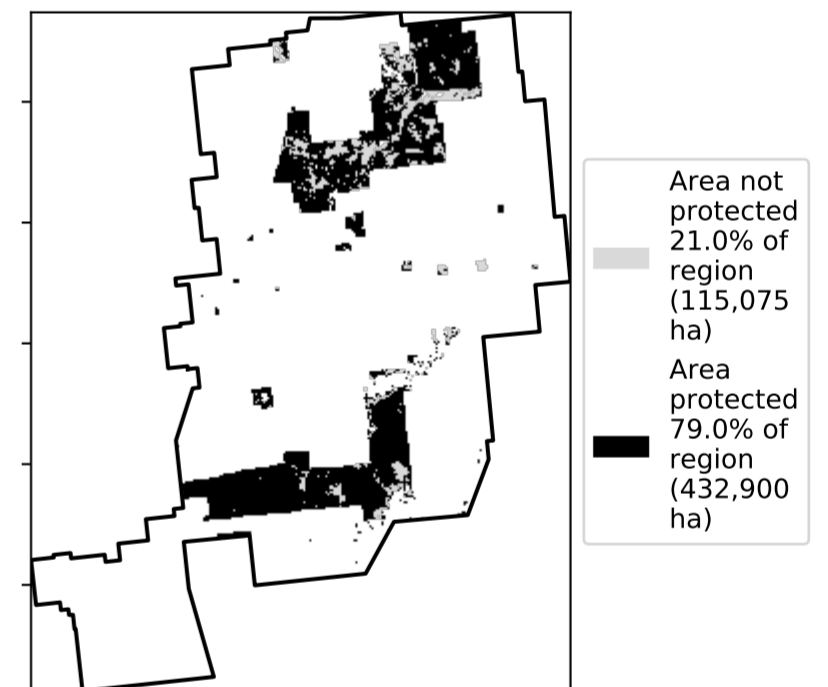 Area not
protected
21.0% of
region
(115,075
ha)
Area
protected
79.0% of
region
(432,900
ha)